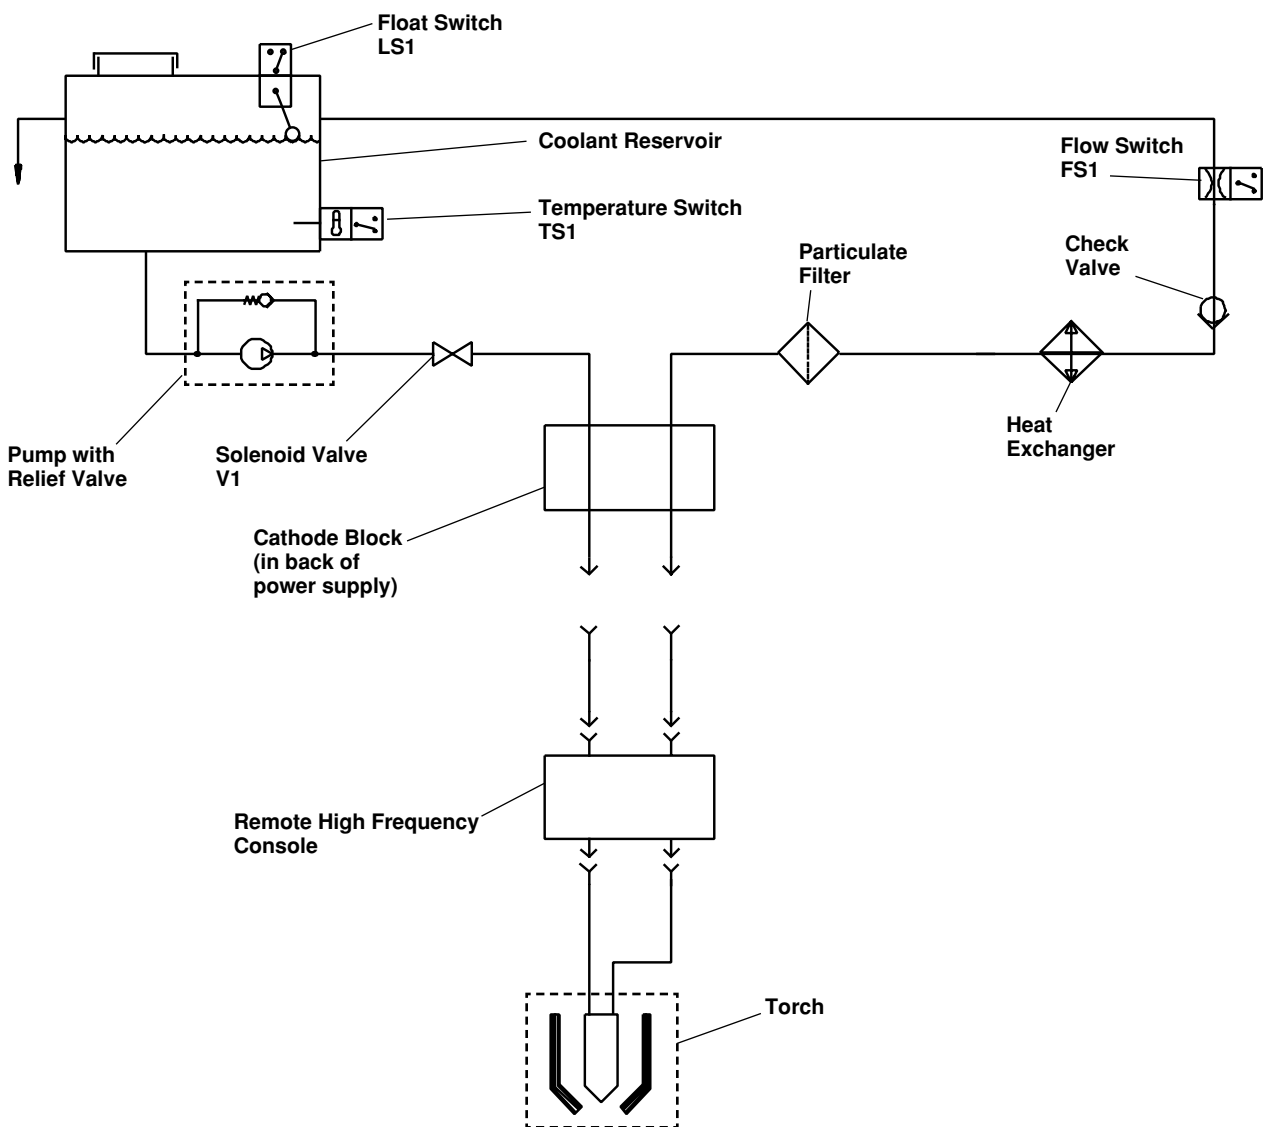 Float Switch
LS1
Coolant Reservoir
Flow Switch
FS1
Temperature Switch
TS1
Check
Valve
Particulate
Filter
Heat
Exchanger
Pump with
Relief Valve
Solenoid Valve
V1
Cathode Block
(in back of
power supply)
Remote High Frequency
Console
Torch